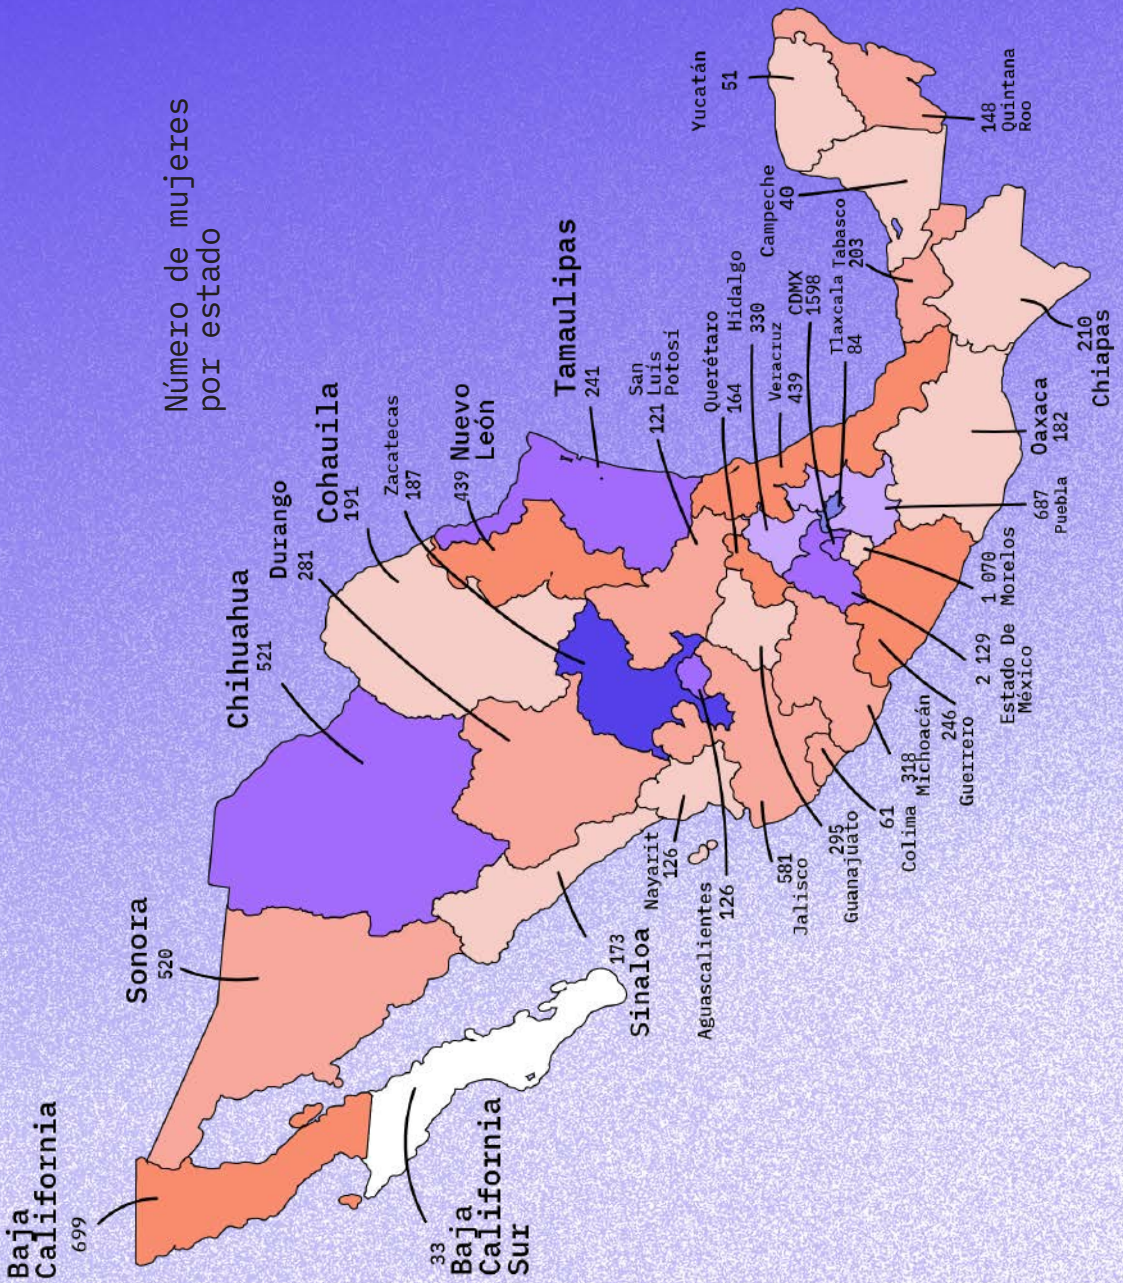 Número de mujeres
por estado
Baja
California
699
33
Baja
California
Sur
Sonora
520
Chihuahua
521
Durango
281
Cohauila
191
Zacatecas
187
439
Nuevo
León
Tamaulipas
241
San
Luis
Potosí
121
Querétaro
164
Hidalgo
330
Veracruz
439
CDMX
1598
Tlaxcala
84
Campeche
40
Tabasco
203
Yucatán
51
148
Quintana
Roo
210
Chiapas
Oaxaca
182
687
Puebla
1 070
Morelos
2 129
Estado De
México
246
Guerrero
318
Michoacán
61
Colima
295
Guanajuato
581
Jalisco
126
Aguascalientes
Nayarit
126
173
Sinaloa